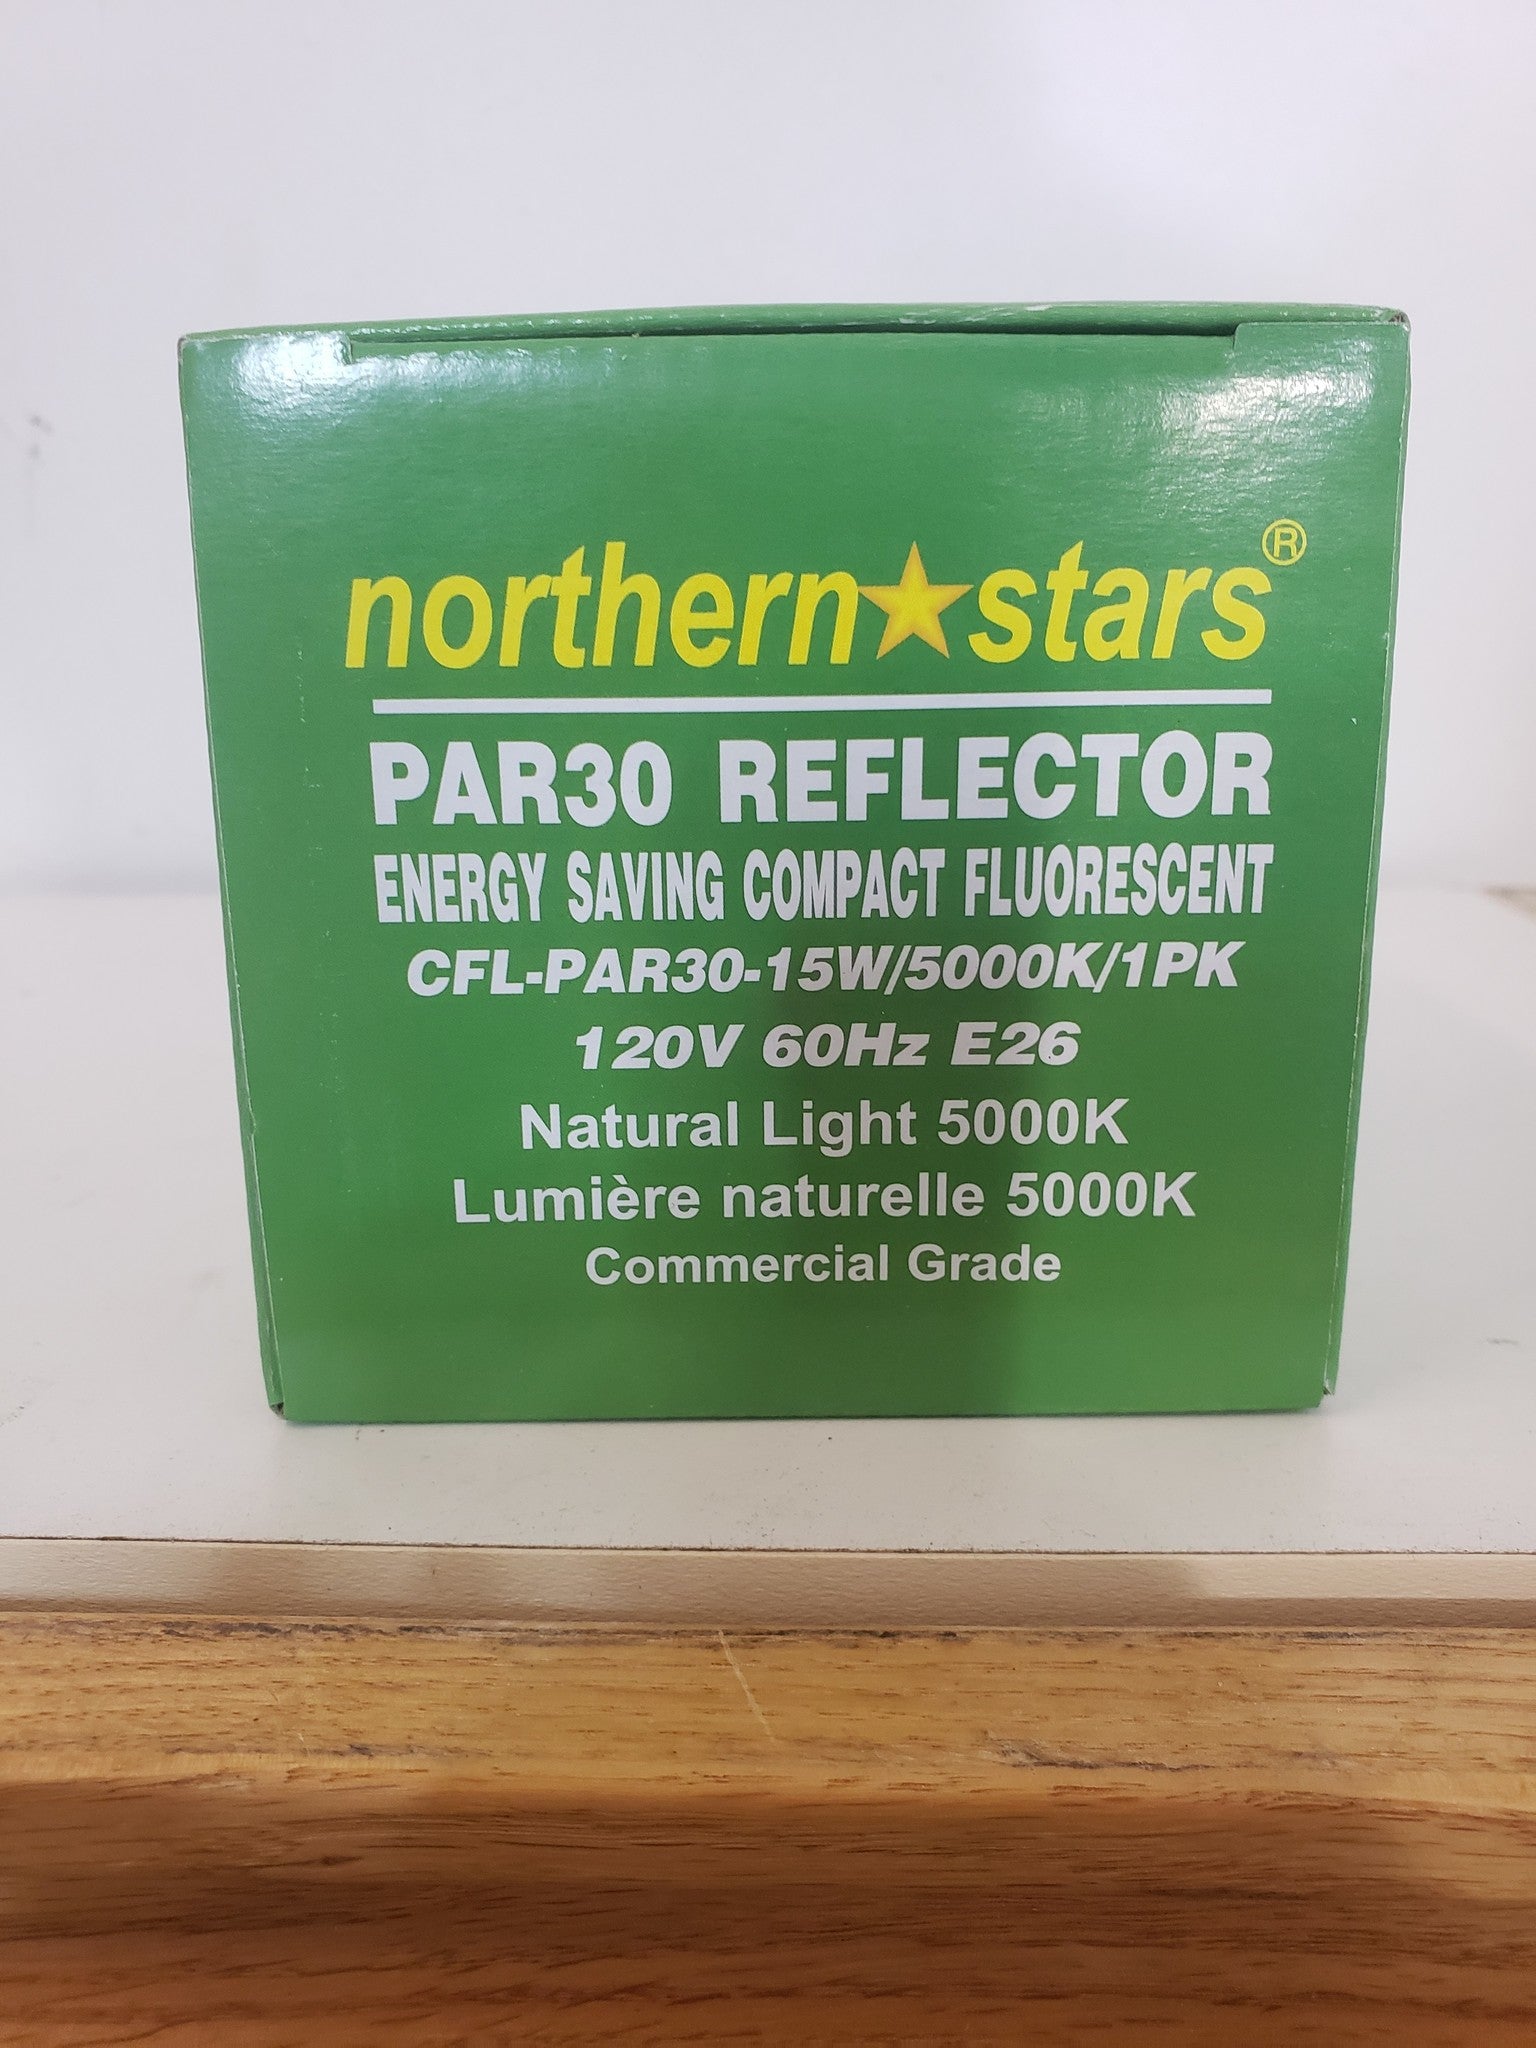 northern★stars®
PAR30 REFLECTOR
ENERGY SAVING COMPACT FLUORESCENT
CFL-PAR30-15W/5000K/1PK
120V 60Hz E26
Natural Light 5000K
Lumière naturelle 5000K
Commercial Grade